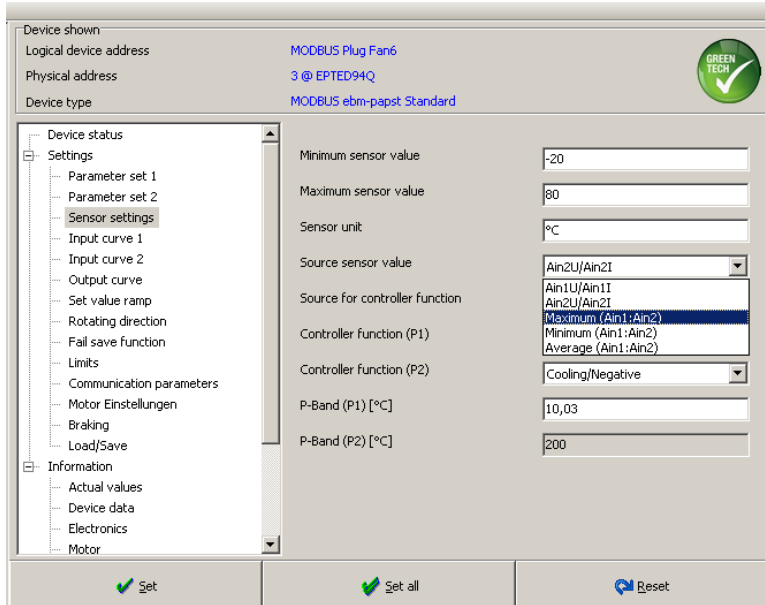 Device shown
Logical device address MODBUS Plug Fan6
Physical address 3 @ EPTED94Q
Device type MODBUS ebm-papst Standard
GREEN
TECH
Device status
Settings
Parameter set 1
Parameter set 2
Sensor settings
Input curve 1
Input curve 2
Output curve
Set value ramp
Rotating direction
Fail save function
Limits
Communication parameters
Motor Einstellungen
Braking
Load/Save
Information
Actual values
Device data
Electronics
Motor
Minimum sensor value -20
Maximum sensor value 80
Sensor unit °C
Source sensor value Ain2U/Ain2I
Ain1U/Ain1I
Ain2U/Ain2I
Source for controller function Maximum (Ain1:Ain2)
Controller function (P1) Minimum (Ain1:Ain2)
Average (Ain1:Ain2)
Controller function (P2) Cooling/Negative
P-Band (P1) [°C] 10,03
P-Band (P2) [°C] 200
Set Set all Reset